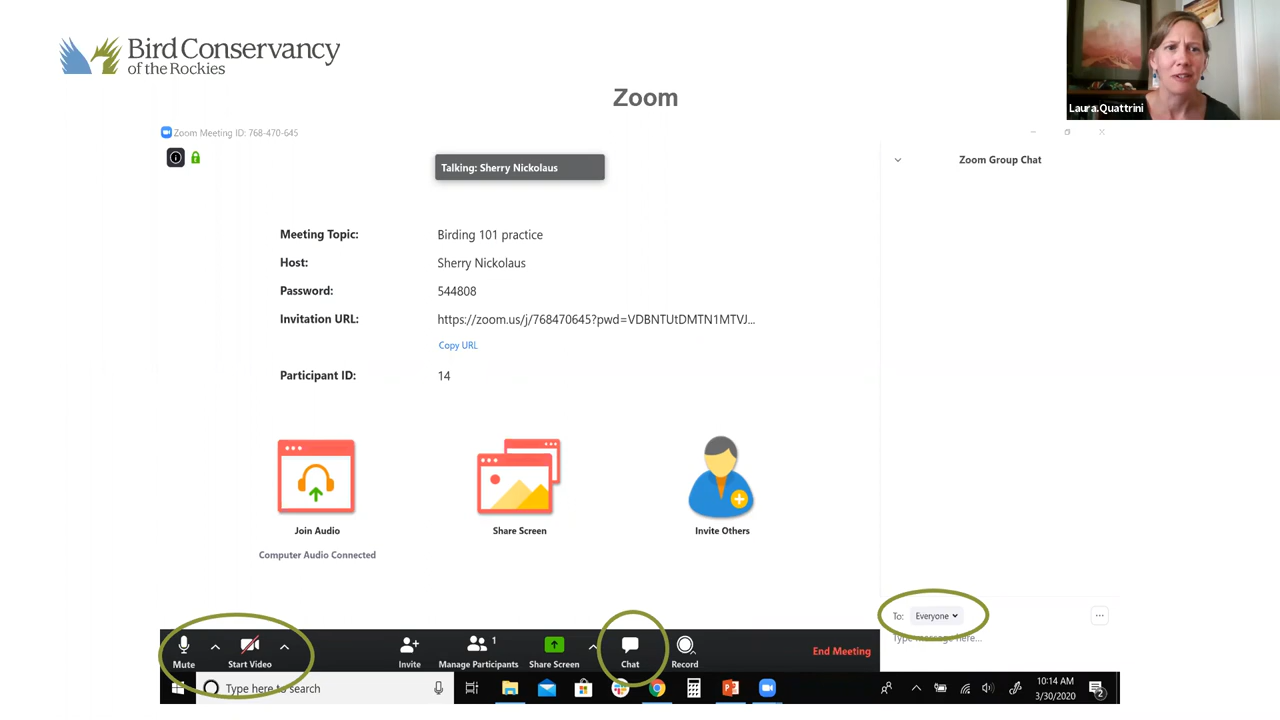 Bird Conservancy
of the Rockies
Laura.Quattrini
Zoom
Zoom Meeting ID: 768-470-645
Talking: Sherry Nickolaus
Zoom Group Chat
Meeting Topic: Birding 101 practice
Host: Sherry Nickolaus
Password: 544808
Invitation URL: https://zoom.us/j/768470645?pwd=VDBNTUtDMTN1MTVJ...
Copy URL
Participant ID: 14
Join Audio Share Screen Invite Others
Computer Audio Connected
To: Everyone
Type message here...
1
Mute Start Video Invite Manage Participants Share Screen Chat Record End Meeting
Type here to search
10:14 AM
3/30/2020
2